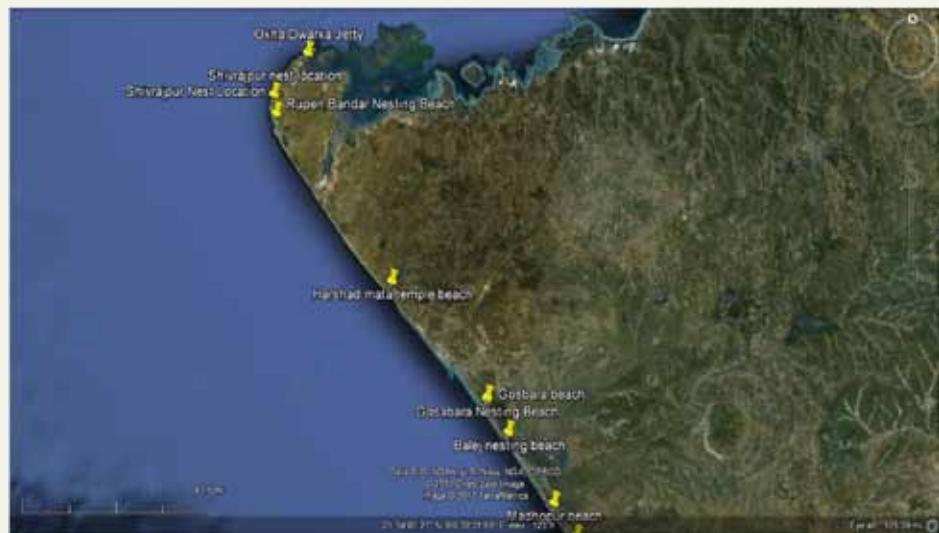 Okha Dwarka Jetty
Shivrajpur nest location
Shivrajpur Nest Location
Rupen Bandar Nesting Beach
Harshad mata temple beach
Gosbara beach
Gosabara Nesting Beach
Balej nesting beach
Madhopur beach